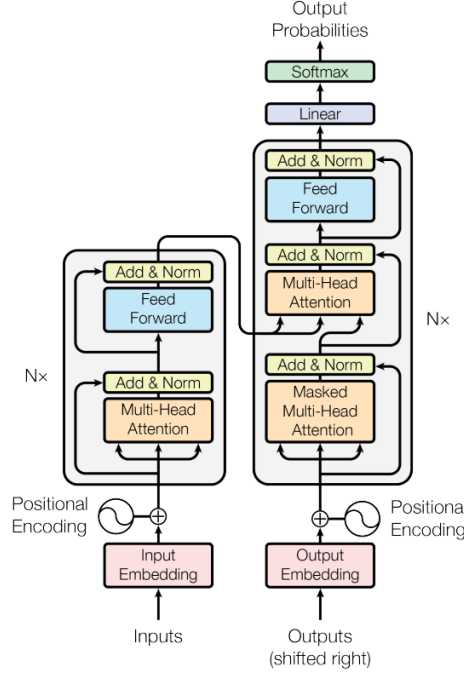 Output
Probabilities
Softmax
Linear
Add & Norm
Feed
Forward
Add & Norm
Multi-Head
Attention
Add & Norm
Masked
Multi-Head
Attention
N×
Add & Norm
Feed
Forward
Add & Norm
Multi-Head
Attention
N×
Positional
Encoding
Positional
Encoding
Input
Embedding
Output
Embedding
Inputs
Outputs
(shifted right)